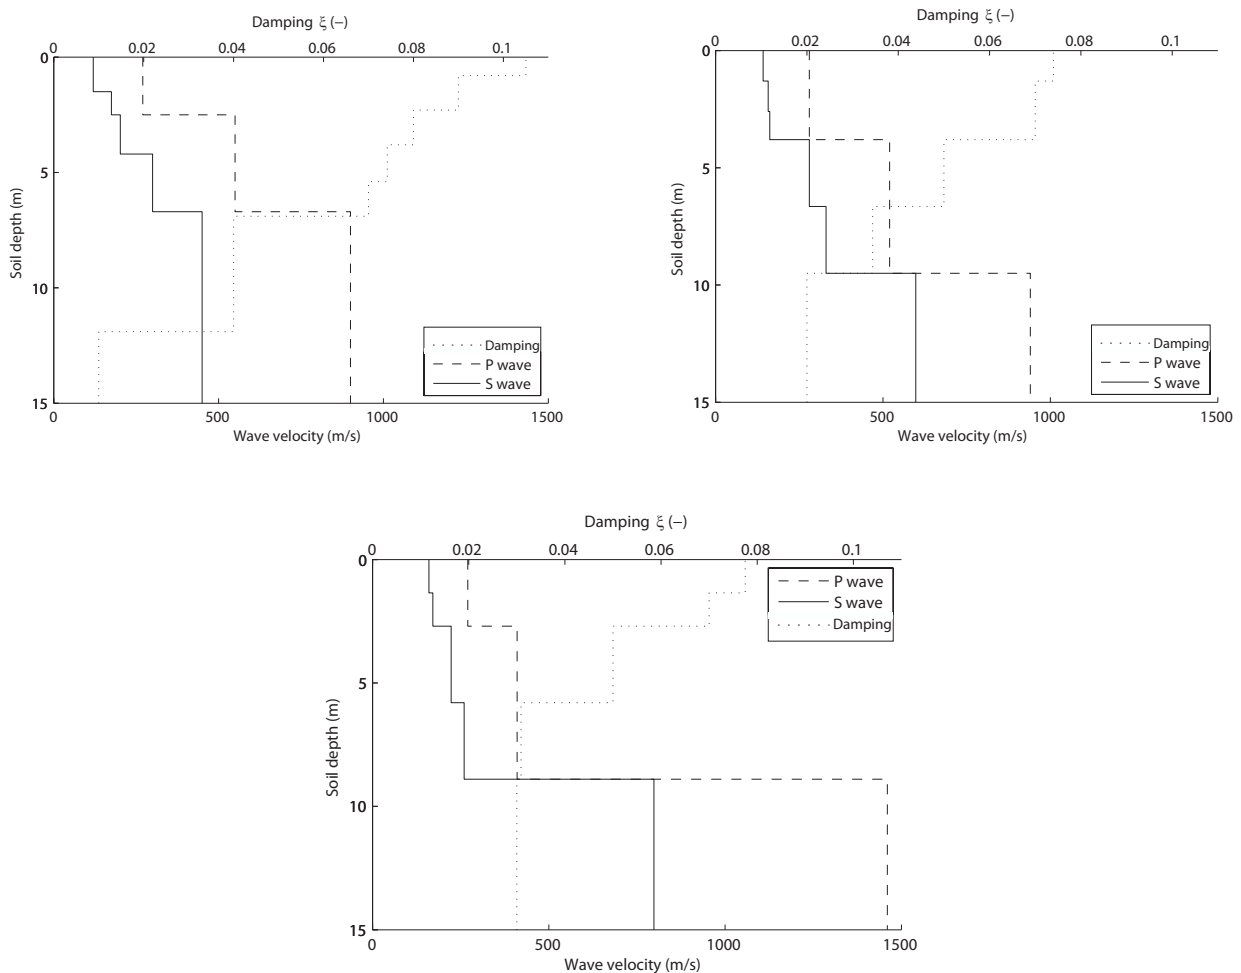 Damping ξ (−)
0 0.02 0.04 0.06 0.08 0.1
0
5
10
15
Soil depth (m)
Damping
P wave
S wave
0 500 1000 1500
Wave velocity (m/s)
Damping ξ (−)
0 0.02 0.04 0.06 0.08 0.1
0
5
10
15
Soil depth (m)
Damping
P wave
S wave
0 500 1000 1500
Wave velocity (m/s)
Damping ξ (−)
0 0.02 0.04 0.06 0.08 0.1
0
5
10
15
Soil depth (m)
P wave
S wave
Damping
0 500 1000 1500
Wave velocity (m/s)